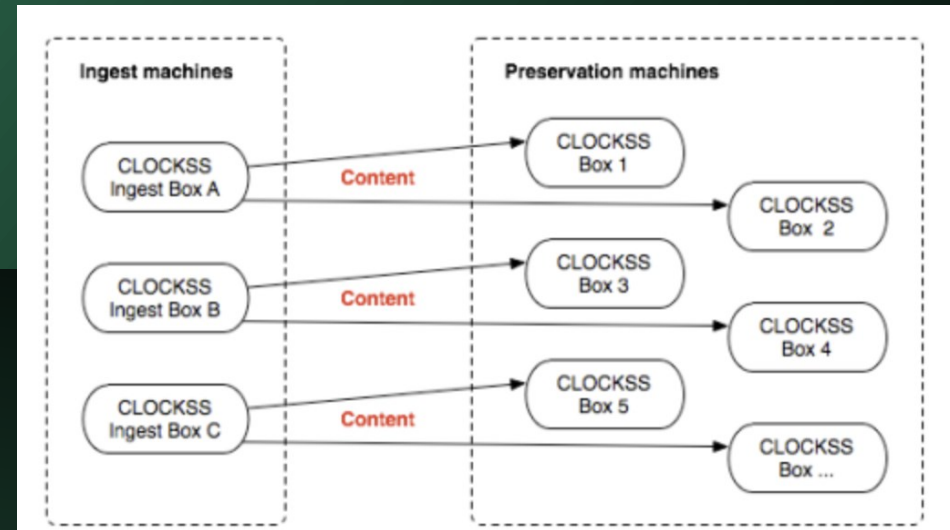 Ingest machines
Preservation machines
CLOCKSS
Ingest Box A
Content
CLOCKSS
Box 1
CLOCKSS
Box  2
CLOCKSS
Ingest Box B
Content
CLOCKSS
Box 3
CLOCKSS
Box 4
CLOCKSS
Ingest Box C
Content
CLOCKSS
Box 5
CLOCKSS
Box ...